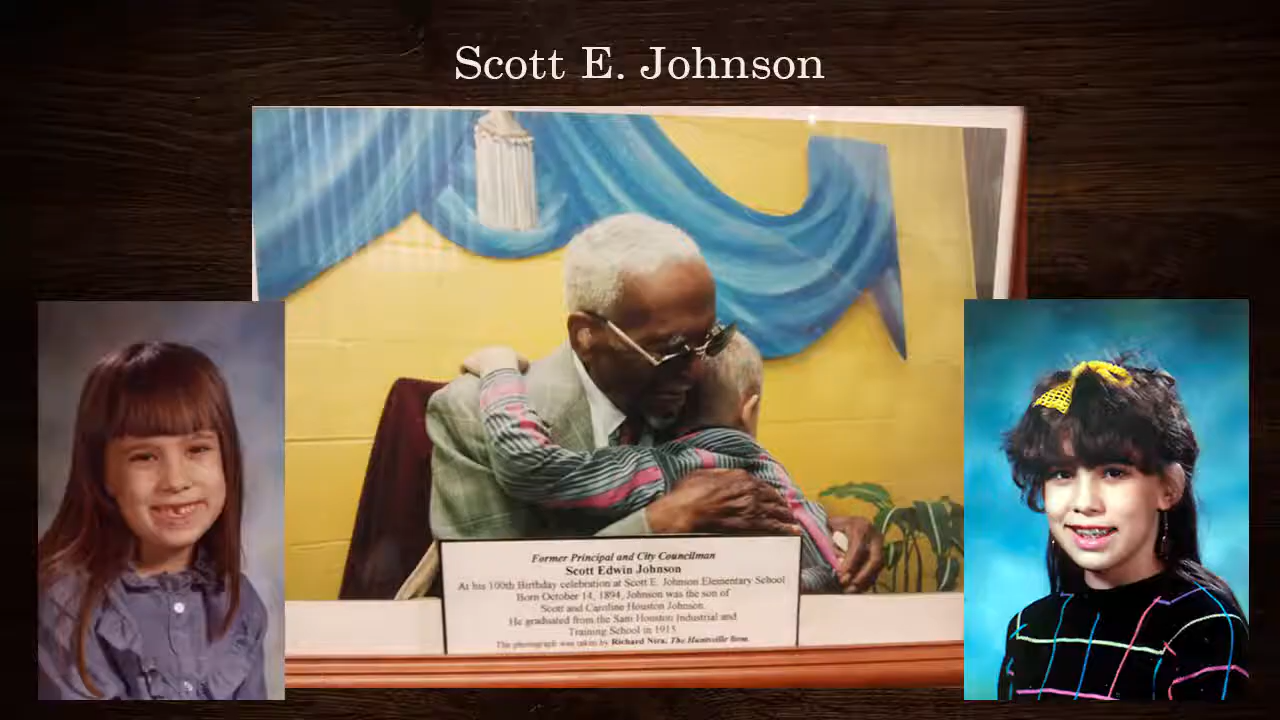 Scott E. Johnson
Former Principal and City Councilman
Scott Edwin Johnson
At his 100th Birthday celebration at Scott E. Johnson Elementary School
Born October 14, 1894, Johnson was the son of
Scott and Caroline Houston Johnson.
He graduated from the Sam Houston Industrial and
Training School in 1915.
The photograph was taken by Richard Nira, The Huntsville Item.